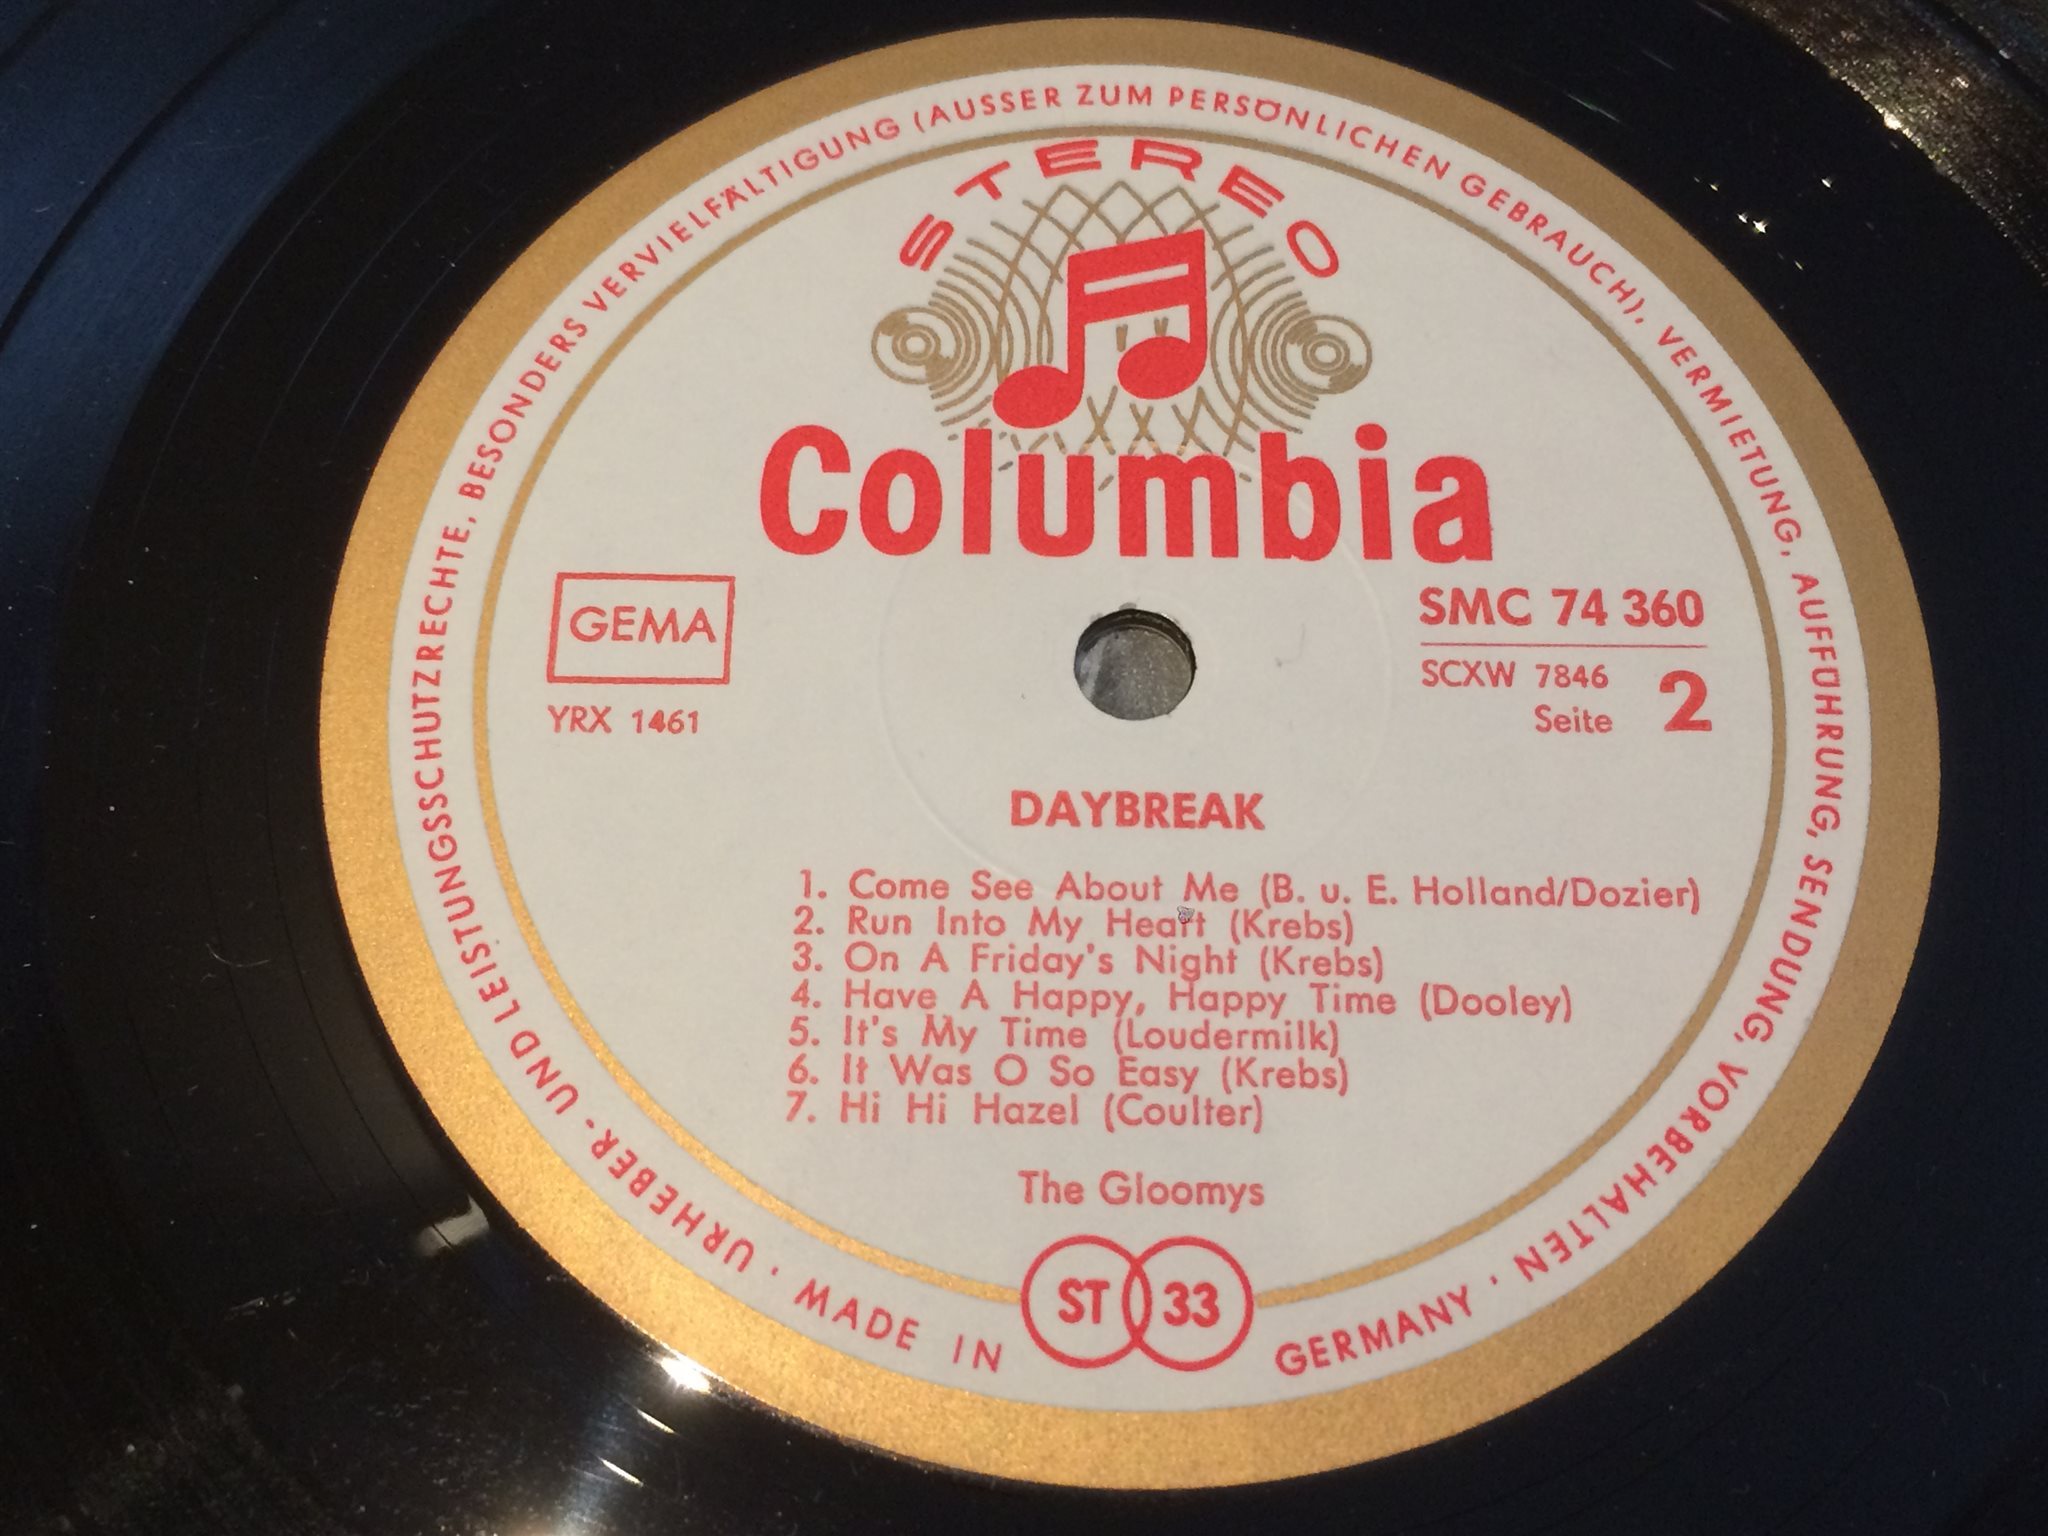 URHEBER- UND LEISTUNGSSCHUTZRECHTE, BESONDERS VERVIELFÄLTIGUNG (AUSSER ZUM PERSÖNLICHEN GEBRAUCH), VERMIETUNG, AUFFÜHRUNG, SENDUNG, VORBEHALTEN ·
STEREO
Columbia
GEMA
YRX 1461
SMC 74 360
SCXW 7846
Seite 2
DAYBREAK
1. Come See About Me (B. u. E. Holland/Dozier)
2. Run Into My Heart (Krebs)
3. On A Friday's Night (Krebs)
4. Have A Happy, Happy Time (Dooley)
5. It's My Time (Loudermilk)
6. It Was O So Easy (Krebs)
7. Hi Hi Hazel (Coulter)
The Gloomys
ST 33
· MADE IN GERMANY